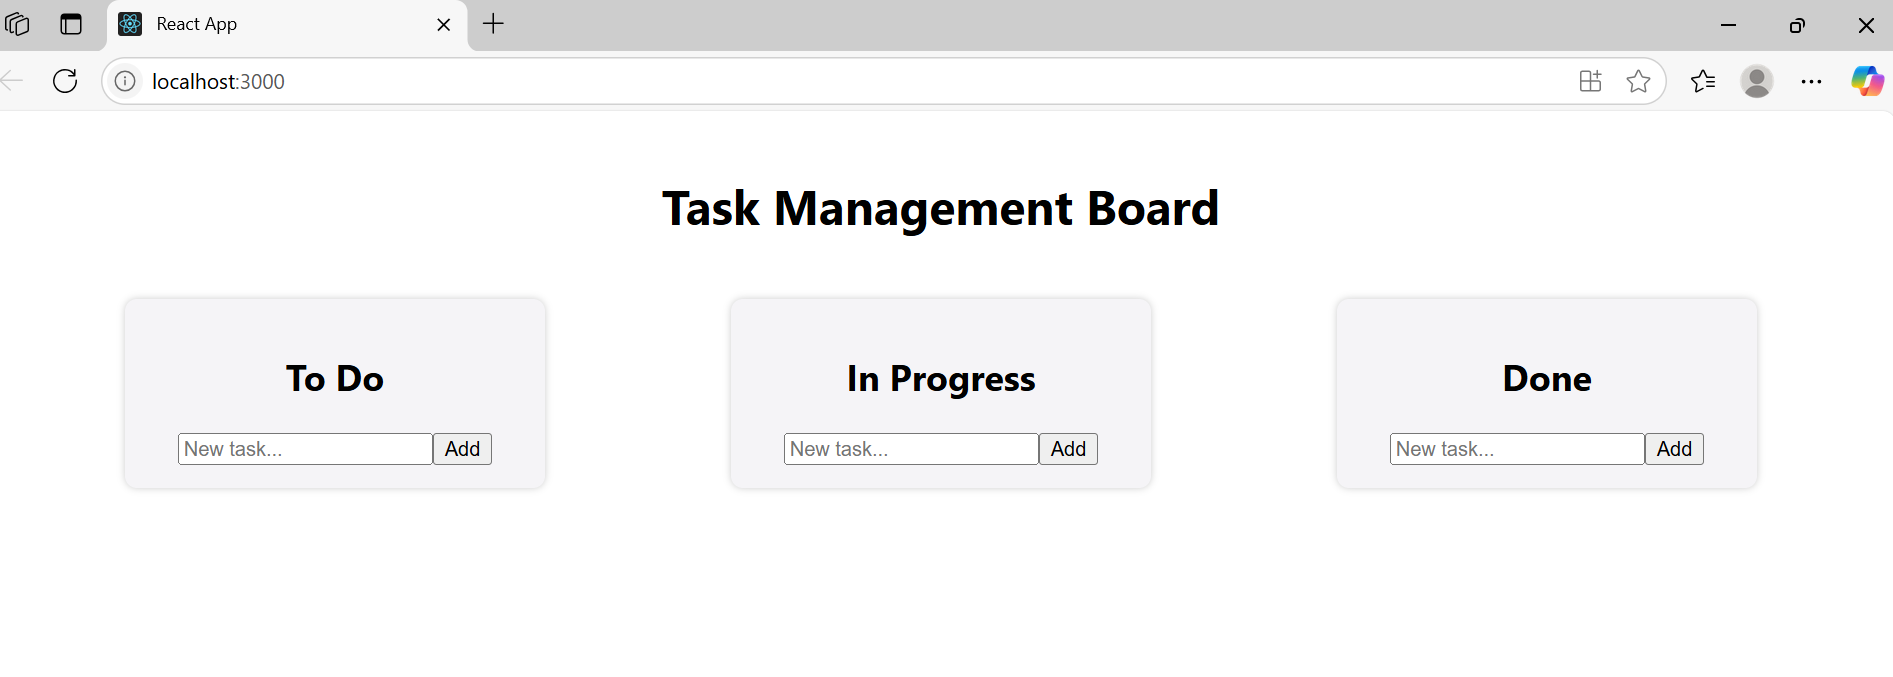 React App
localhost:3000
Task Management Board
To Do
New task...
Add
In Progress
New task...
Add
Done
New task...
Add